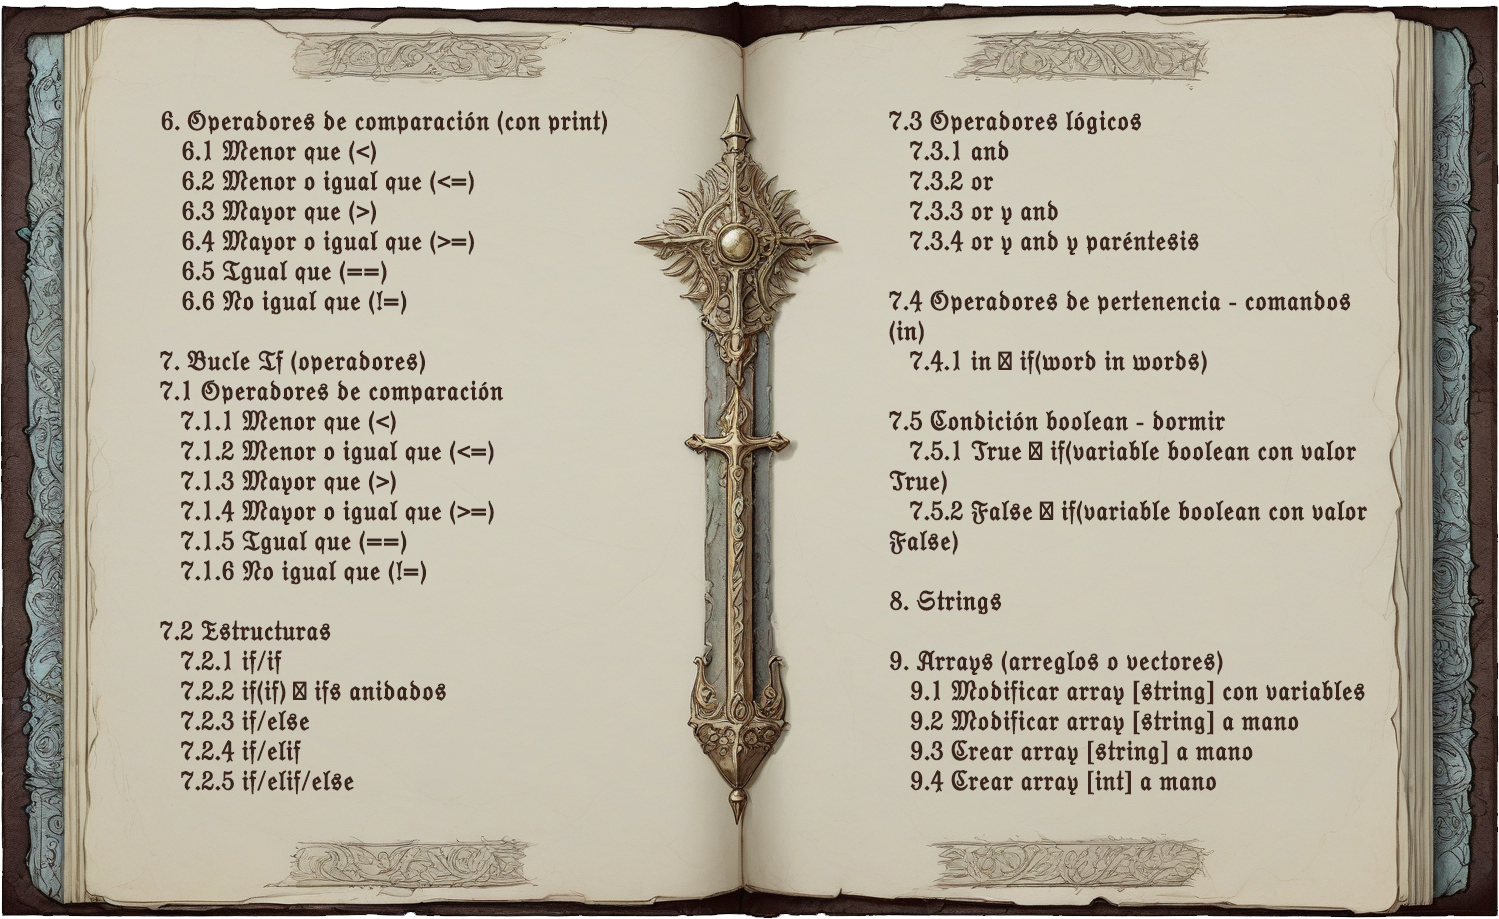 6. Operadores de comparación (con print)
6.1 Menor que (<)
6.2 Menor o igual que (<=)
6.3 Mayor que (>)
6.4 Mayor o igual que (>=)
6.5 Igual que (==)
6.6 No igual que (!=)
7. Bucle If (operadores)
7.1 Operadores de comparación
7.1.1 Menor que (<)
7.1.2 Menor o igual que (<=)
7.1.3 Mayor que (>)
7.1.4 Mayor o igual que (>=)
7.1.5 Igual que (==)
7.1.6 No igual que (!=)
7.2 Estructuras
7.2.1 if/if
7.2.2 if(if) ☒ ifs anidados
7.2.3 if/else
7.2.4 if/elif
7.2.5 if/elif/else
7.3 Operadores lógicos
7.3.1 and
7.3.2 or
7.3.3 or y and
7.3.4 or y and y paréntesis
7.4 Operadores de pertenencia - comandos
(in)
7.4.1 in ☒ if(word in words)
7.5 Condición boolean - dormir
7.5.1 True ☒ if(variable boolean con valor
True)
7.5.2 False ☒ if(variable boolean con valor
False)
8. Strings
9. Arrays (arreglos o vectores)
9.1 Modificar array [string] con variables
9.2 Modificar array [string] a mano
9.3 Crear array [string] a mano
9.4 Crear array [int] a mano